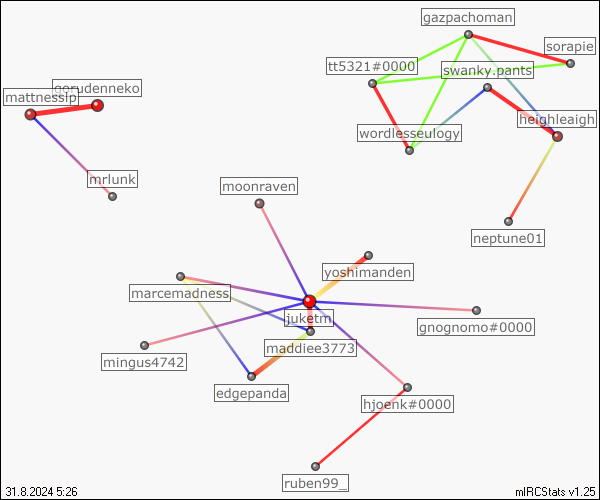 gazpachoman
sorapie
tt5321#0000
swanky.pants
gorudenneko
mattnesslp
heighleaigh
wordlesseulogy
mrlunk
moonraven
neptune01
yoshimanden
marcemadness
juketm
gnognomo#0000
maddiee3773
mingus4742
edgepanda
hjoenk#0000
ruben99_
31.8.2024 5:26
mIRCStats v1.25